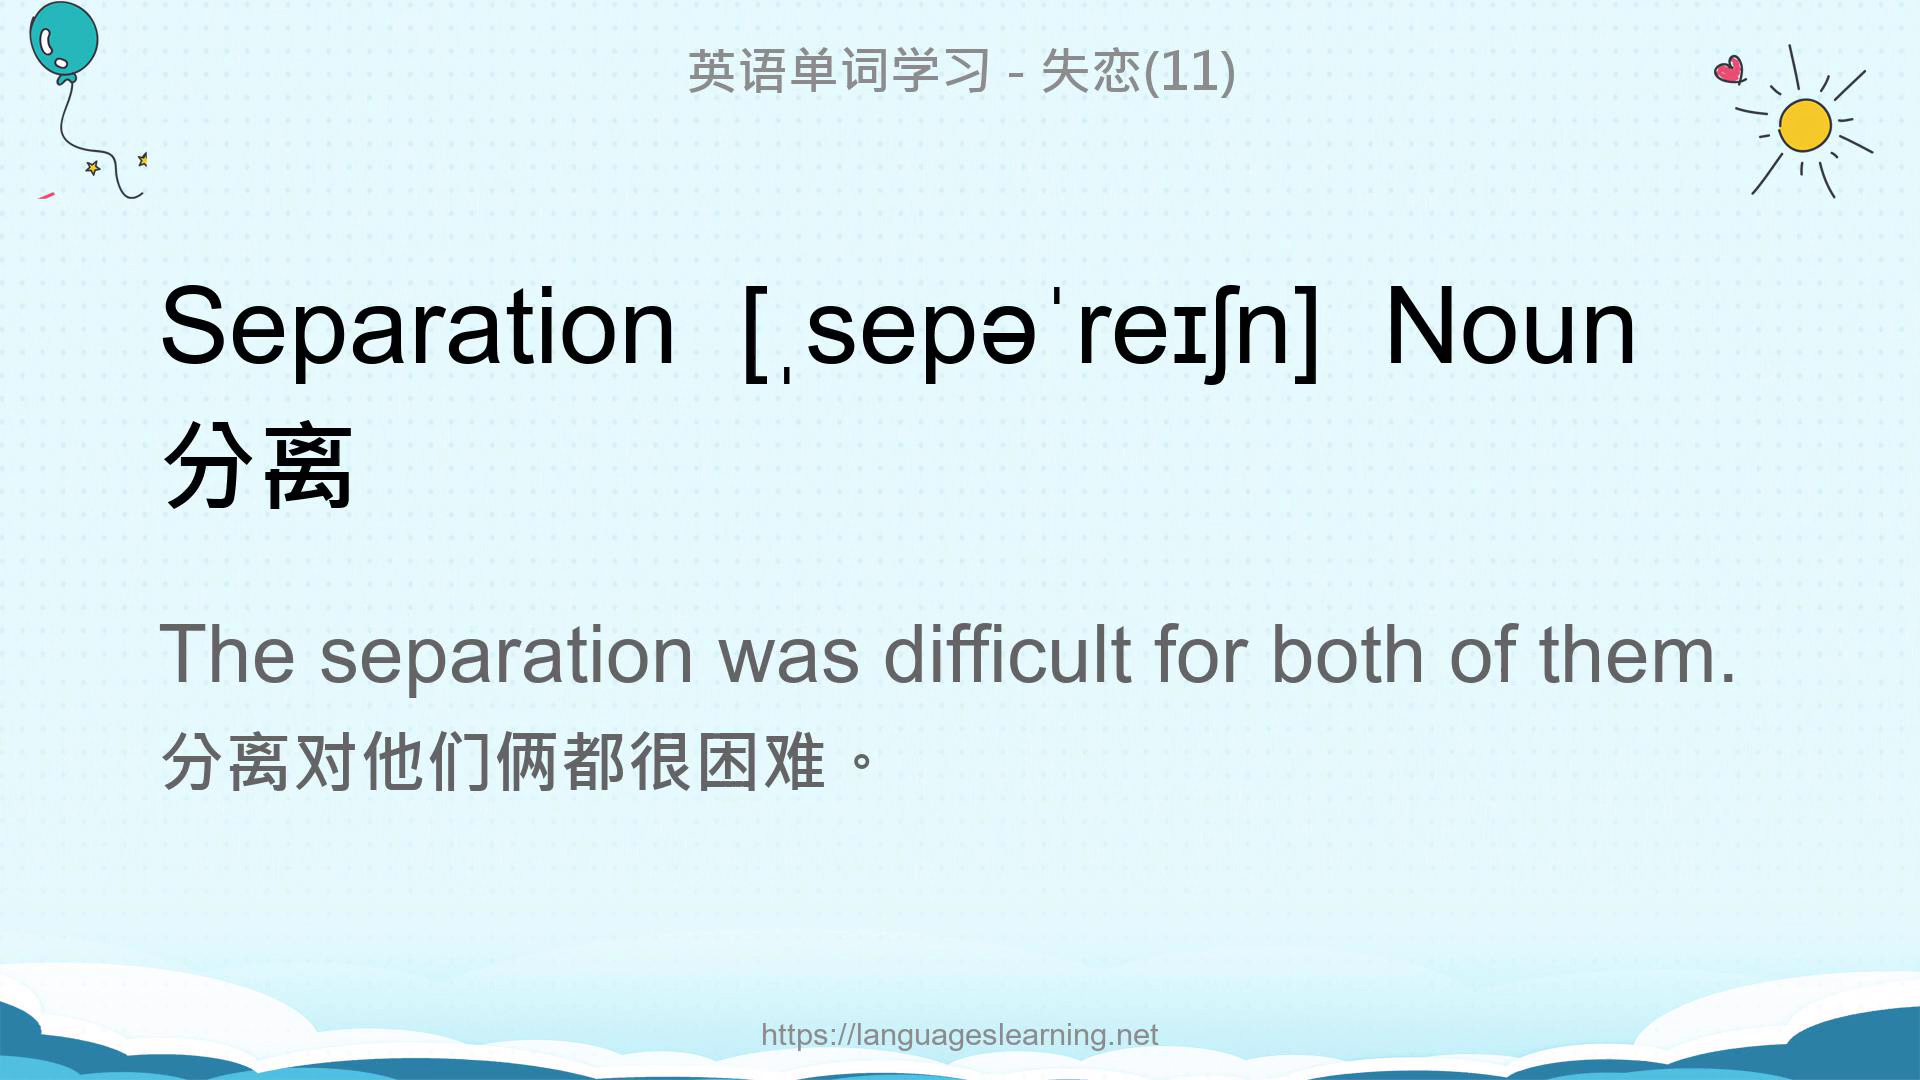 英语单词学习 - 失恋(11)
Separation [ˌsepəˈreɪʃn] Noun
分离
The separation was difficult for both of them.
分离对他们俩都很困难。
https://languageslearning.net